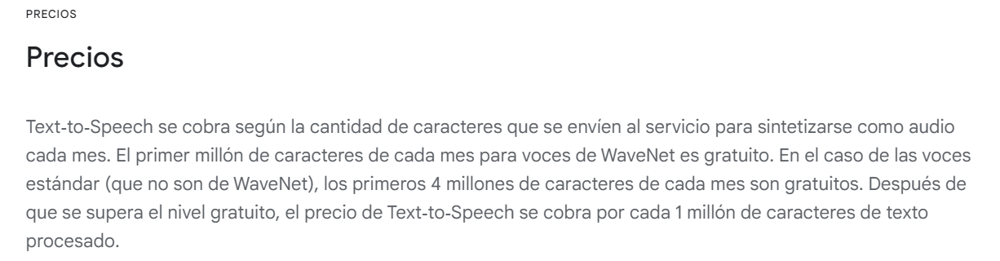 PRECIOS
Precios
Text-to-Speech se cobra según la cantidad de caracteres que se envíen al servicio para sintetizarse como audio
cada mes. El primer millón de caracteres de cada mes para voces de WaveNet es gratuito. En el caso de las voces
estándar (que no son de WaveNet), los primeros 4 millones de caracteres de cada mes son gratuitos. Después de
que se supera el nivel gratuito, el precio de Text-to-Speech se cobra por cada 1 millón de caracteres de texto
procesado.